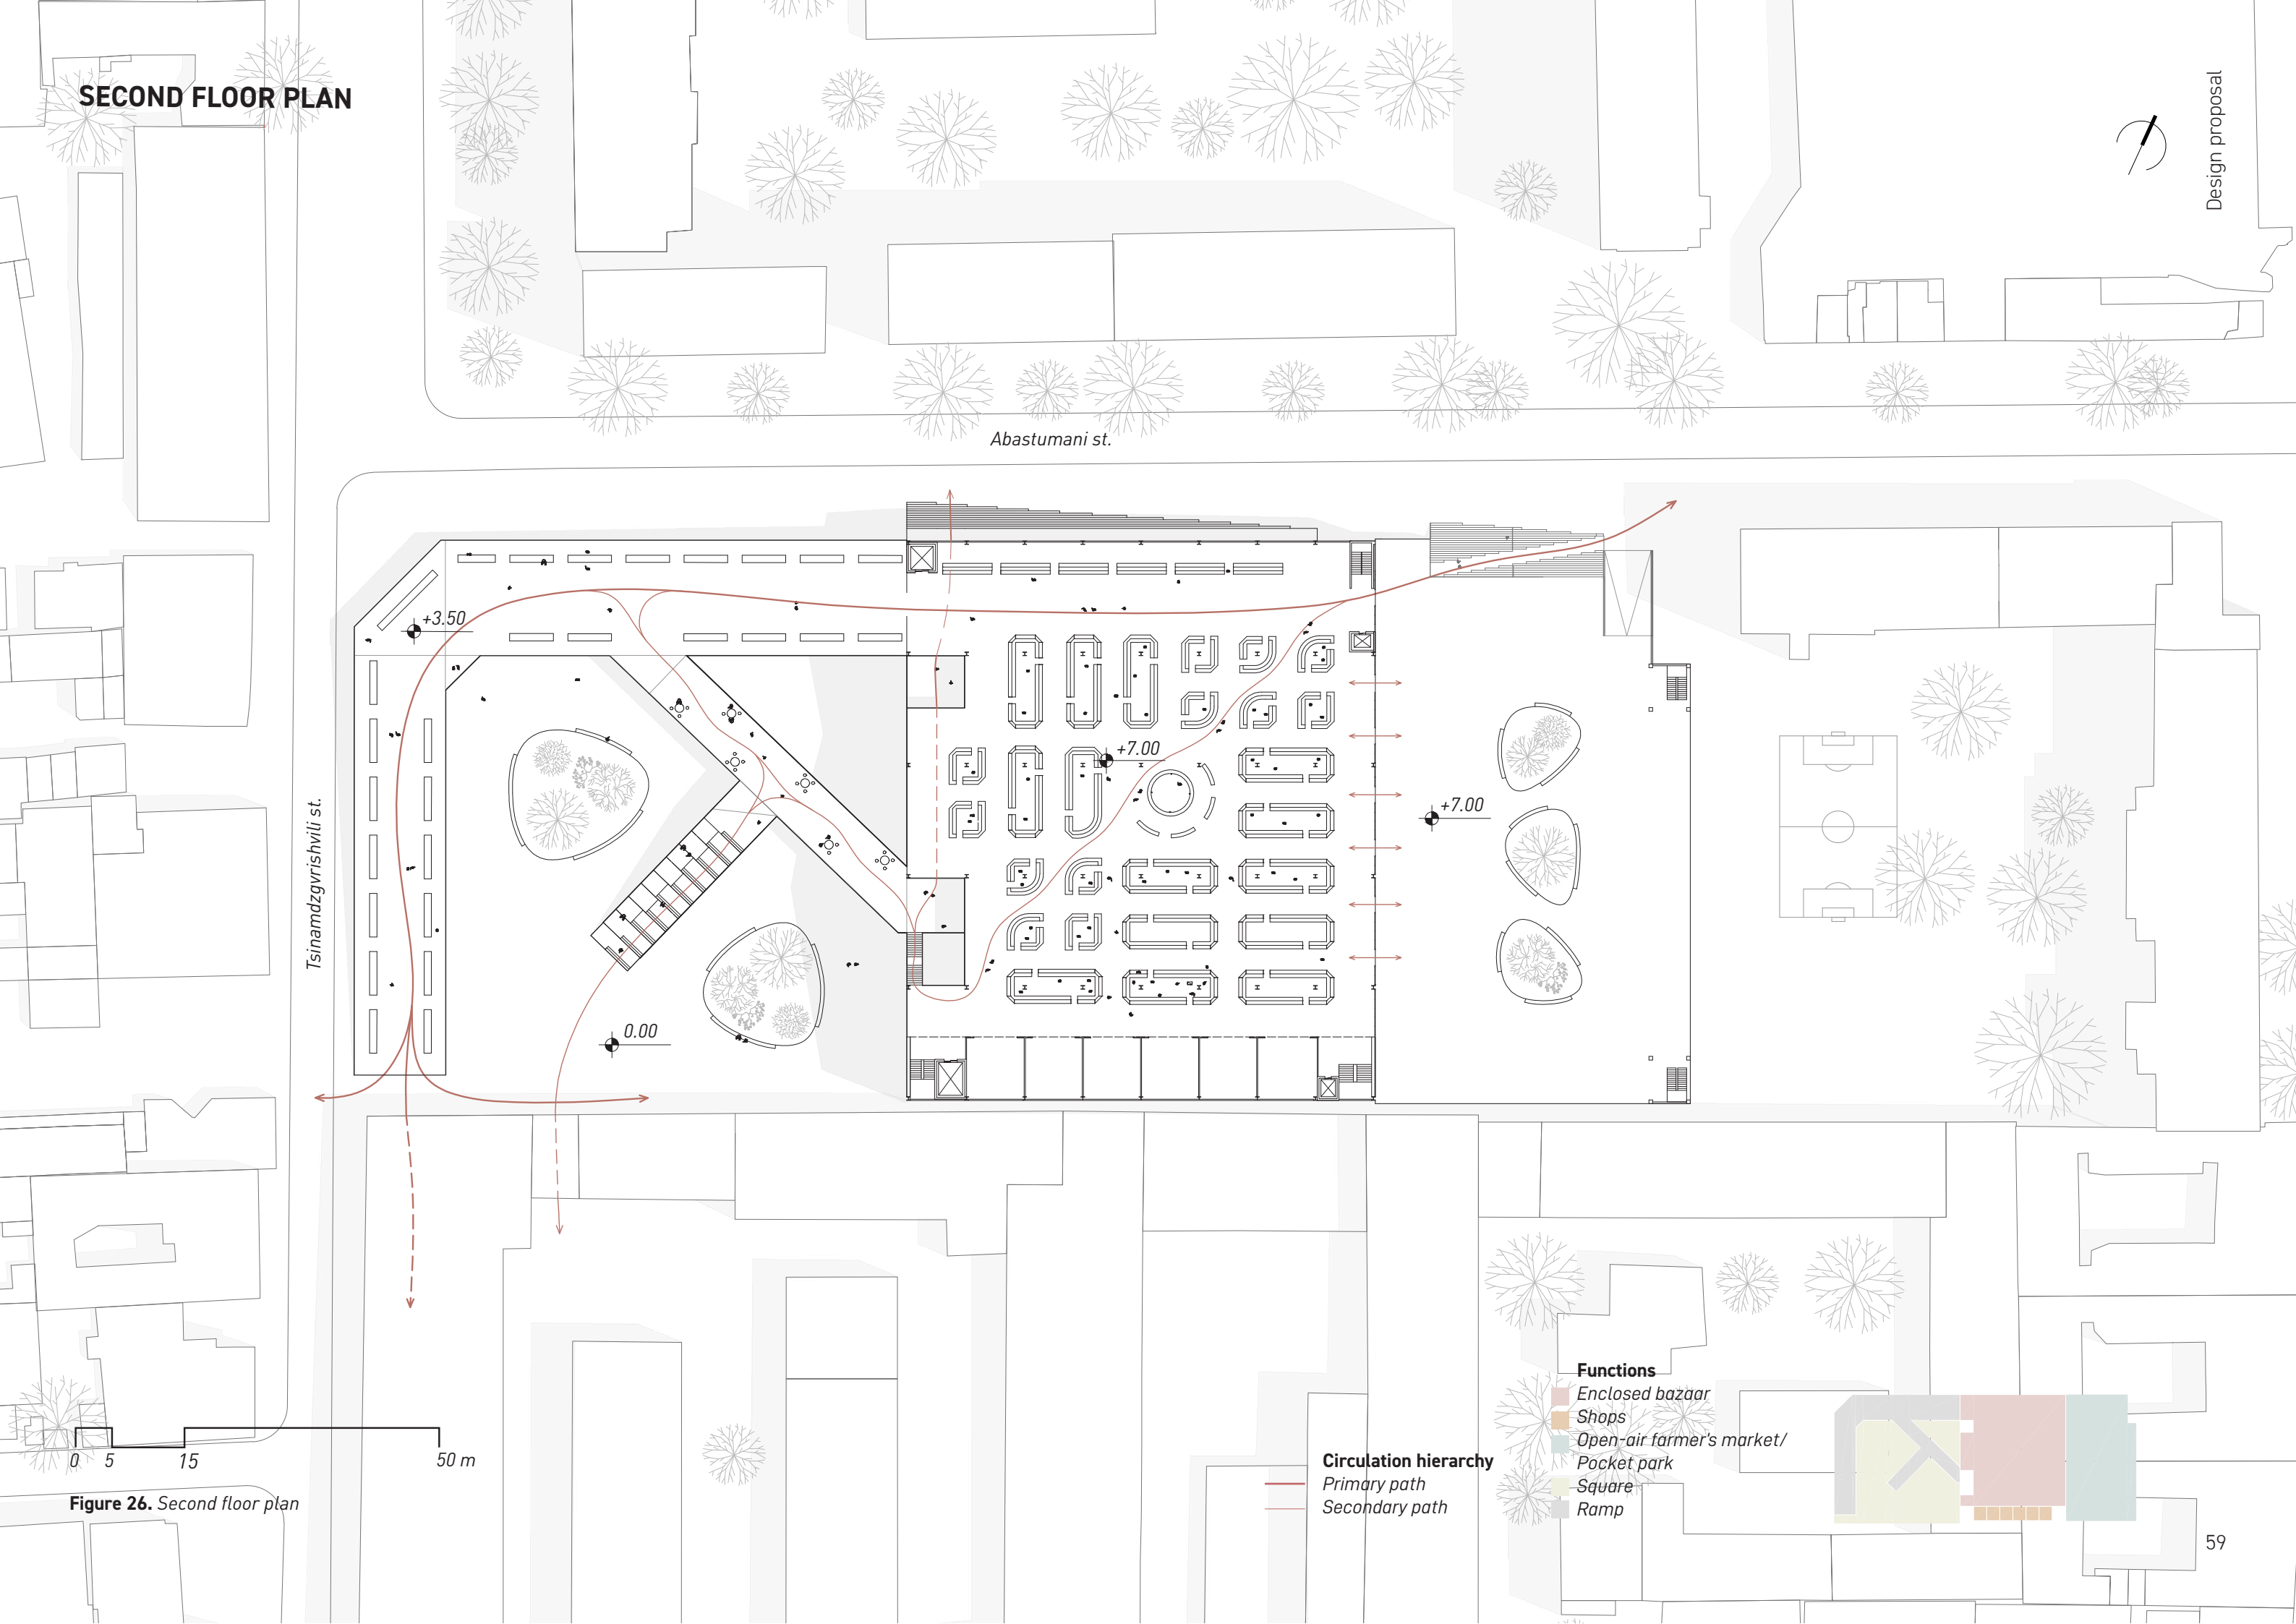 SECOND FLOOR PLAN
Design proposal
Abastumani st.
Tsinamdzgvrishvili st.
+3.50
+7.00
+7.00
0.00
0 5 15 50 m
Figure 26. Second floor plan
Circulation hierarchy
Primary path
Secondary path
Functions
Enclosed bazaar
Shops
Open-air farmer's market/
Pocket park
Square
Ramp
59